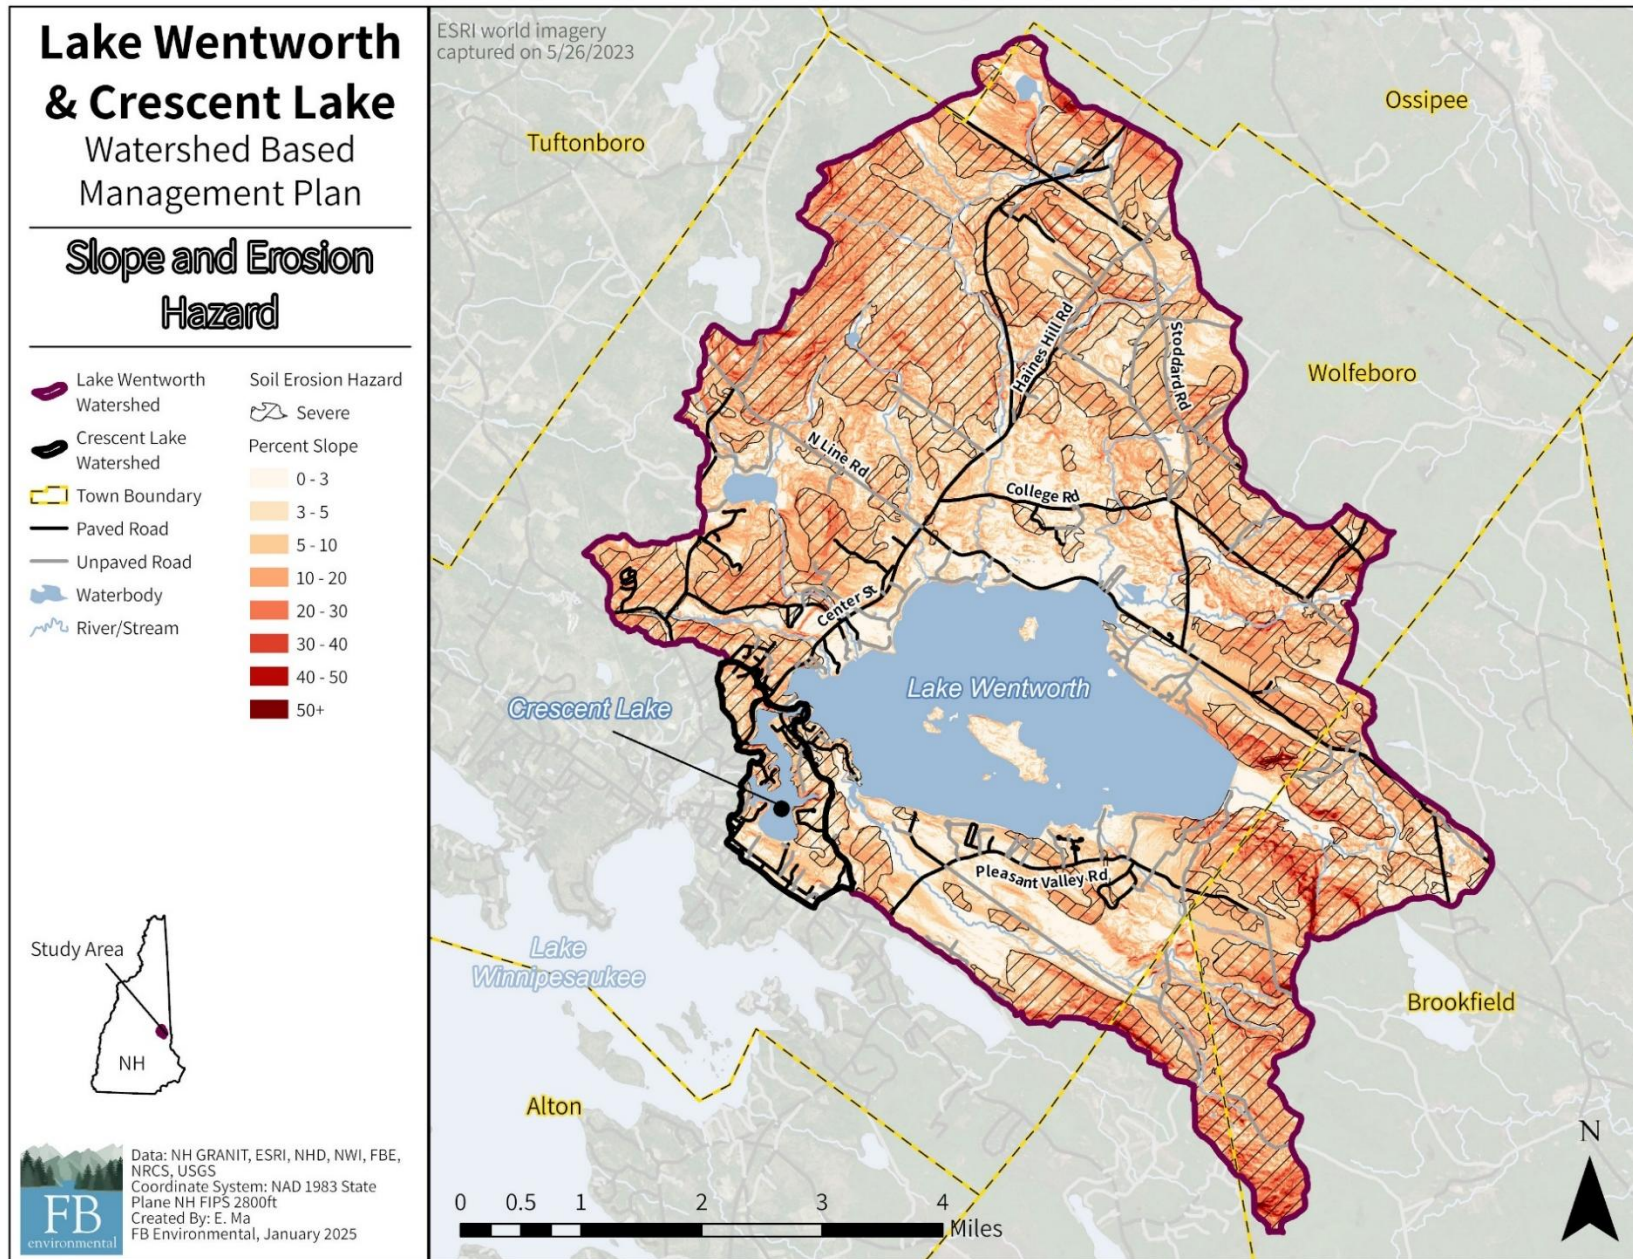 Lake Wentworth
& Crescent Lake
Watershed Based
Management Plan
Slope and Erosion
Hazard
Lake Wentworth
Watershed
Crescent Lake
Watershed
Town Boundary
Paved Road
Unpaved Road
Waterbody
River/Stream
Soil Erosion Hazard
Severe
Percent Slope
0 - 3
3 - 5
5 - 10
10 - 20
20 - 30
30 - 40
40 - 50
50+
Study Area
NH
FB
environmental
Data: NH GRANIT, ESRI, NHD, NWI, FBE,
NRCS, USGS
Coordinate System: NAD 1983 State
Plane NH FIPS 2800ft
Created By: E. Ma
FB Environmental, January 2025
ESRI world imagery
captured on 5/26/2023
Tuftonboro
Ossipee
Wolfeboro
Haines Hill Rd
Stoddard Rd
N Line Rd
College Rd
Center St
Lake Wentworth
Crescent Lake
Pleasant Valley Rd
Lake
Winnipesaukee
Brookfield
Alton
N
0 0.5 1 2 3 4
Miles